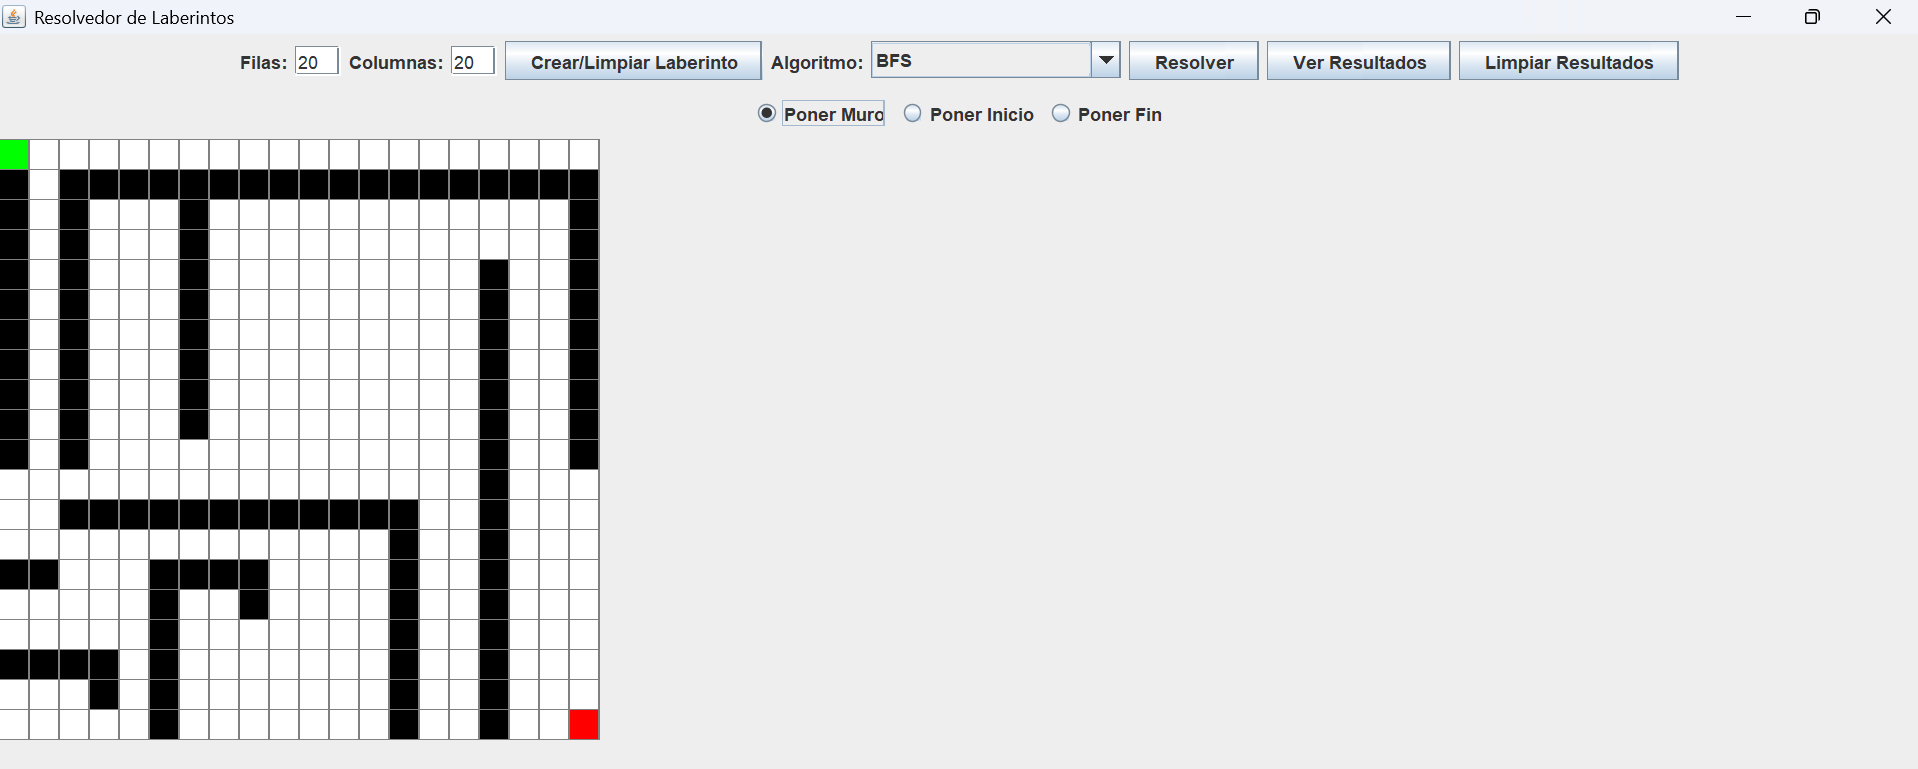 Resolvedor de Laberintos
Filas: 20 Columnas: 20 Crear/Limpiar Laberinto Algoritmo: BFS Resolver Ver Resultados Limpiar Resultados
Poner Muro Poner Inicio Poner Fin